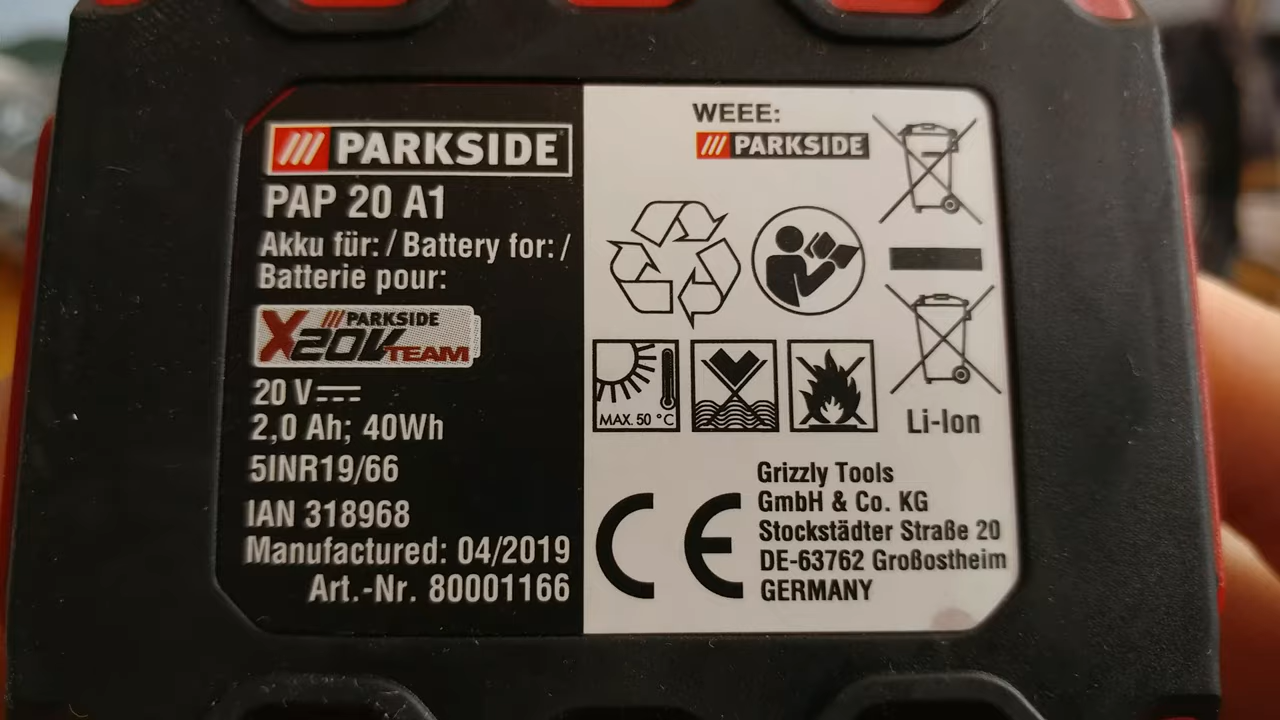 PARKSIDE
PAP 20 A1
Akku für: / Battery for: /
Batterie pour:
PARKSIDE
X20V TEAM
20 V
2,0 Ah; 40Wh
5INR19/66
IAN 318968
Manufactured: 04/2019
Art.-Nr. 80001166
WEEE:
PARKSIDE
MAX. 50 °C
Li-Ion
CE
Grizzly Tools
GmbH & Co. KG
Stockstädter Straße 20
DE-63762 Großostheim
GERMANY